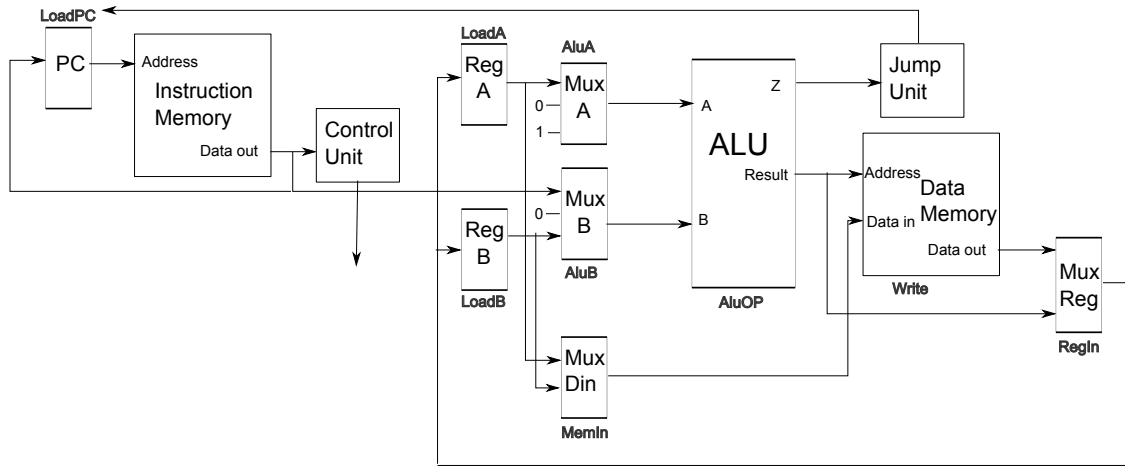 LoadPC
PC
Address
Instruction
Memory
Data out
Control
Unit
LoadA
Reg
A
AluA
Mux
A
0
1
Mux
B
0
AluB
Reg
B
LoadB
Mux
Din
MemIn
A
Z
ALU
Result
B
AluOP
Jump
Unit
Address
Data
Memory
Data in
Data out
Write
Mux
Reg
RegIn